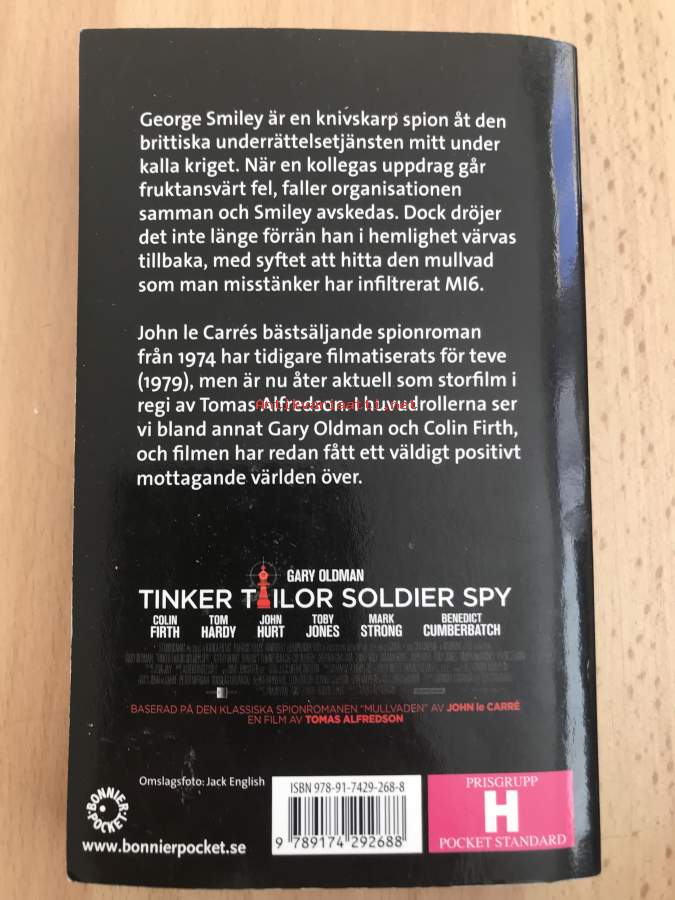 George Smiley är en knivskarp spion åt den
brittiska underrättelsetjänsten mitt under
kalla kriget. När en kollegas uppdrag går
fruktansvärt fel, faller organisationen
samman och Smiley avskedas. Dock dröjer
det inte länge förrän han i hemlighet värvas
tillbaka, med syftet att hitta den mullvad
som man misstänker har infiltrerat MI6.
John le Carrés bästsäljande spionroman
från 1974 har tidigare filmatiserats för teve
(1979), men är nu åter aktuell som storfilm i
regi av Tomas Alfredson. I huvudrollerna ser
Antikvariaatti.net
vi bland annat Gary Oldman och Colin Firth,
och filmen har redan fått ett väldigt positivt
mottagande världen över.
GARY OLDMAN
TINKER TAILOR SOLDIER SPY
COLIN FIRTH TOM HARDY JOHN HURT TOBY JONES MARK STRONG BENEDICT CUMBERBATCH
BASERAD PÅ DEN KLASSISKA SPIONROMANEN "MULLVADEN" AV JOHN le CARRÉ
EN FILM AV TOMAS ALFREDSON
Omslagsfoto: Jack English
BONNIER POCKET
www.bonnierpocket.se
ISBN 978-91-7429-268-8
9 789174 292688
PRISGRUPP
H
POCKET STANDARD